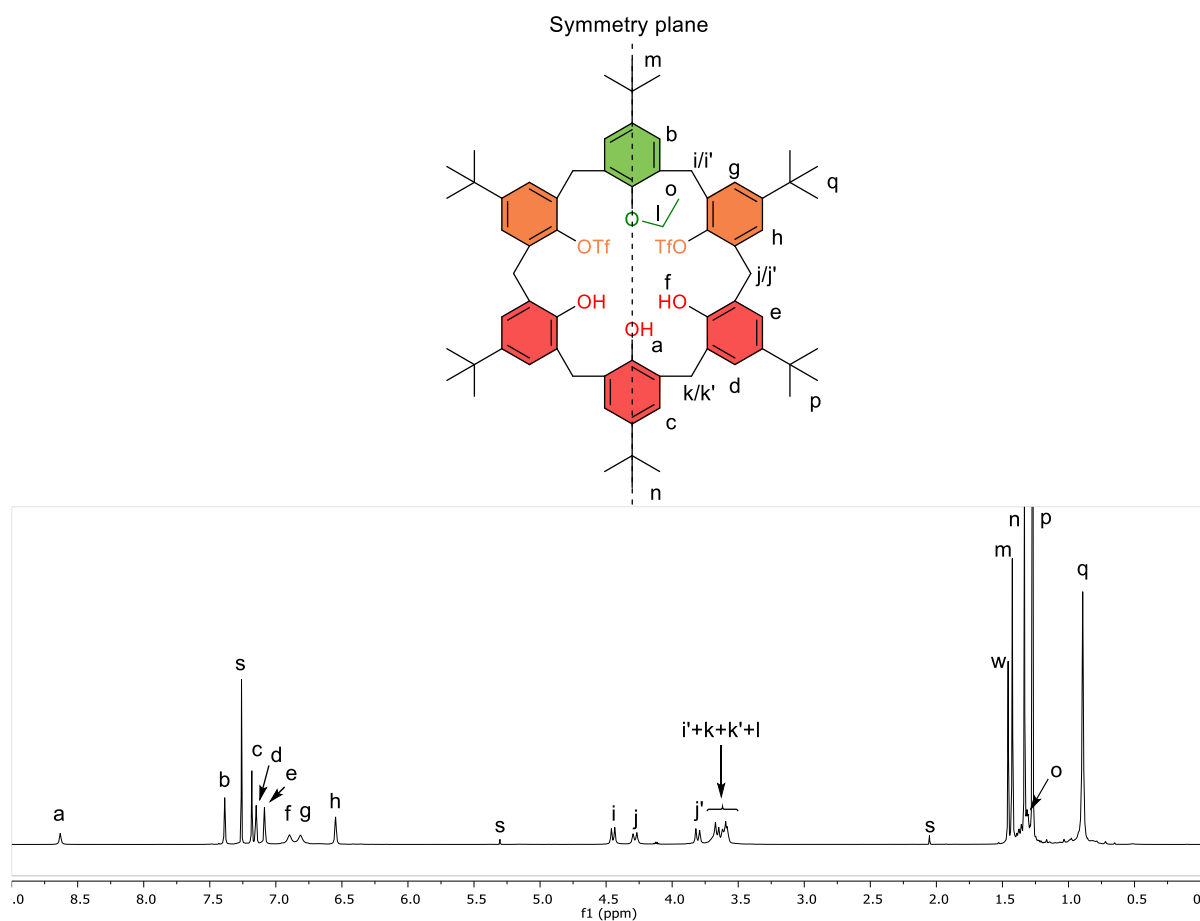 Symmetry plane
m
b
i/i'
g
q
o
l
O
h
OTf
TfO
j/j'
f
OH
HO
e
OH
a
k/k'
d
p
c
n
n
p
m
q
s
w
i'+k+k'+l
c
d
b
e
o
a
f
g
h
i
j
j'
s
s
.0 8.5 8.0 7.5 7.0 6.5 6.0 5.5 5.0 4.5 4.0 3.5 3.0 2.5 2.0 1.5 1.0 0.5 0
f1 (ppm)